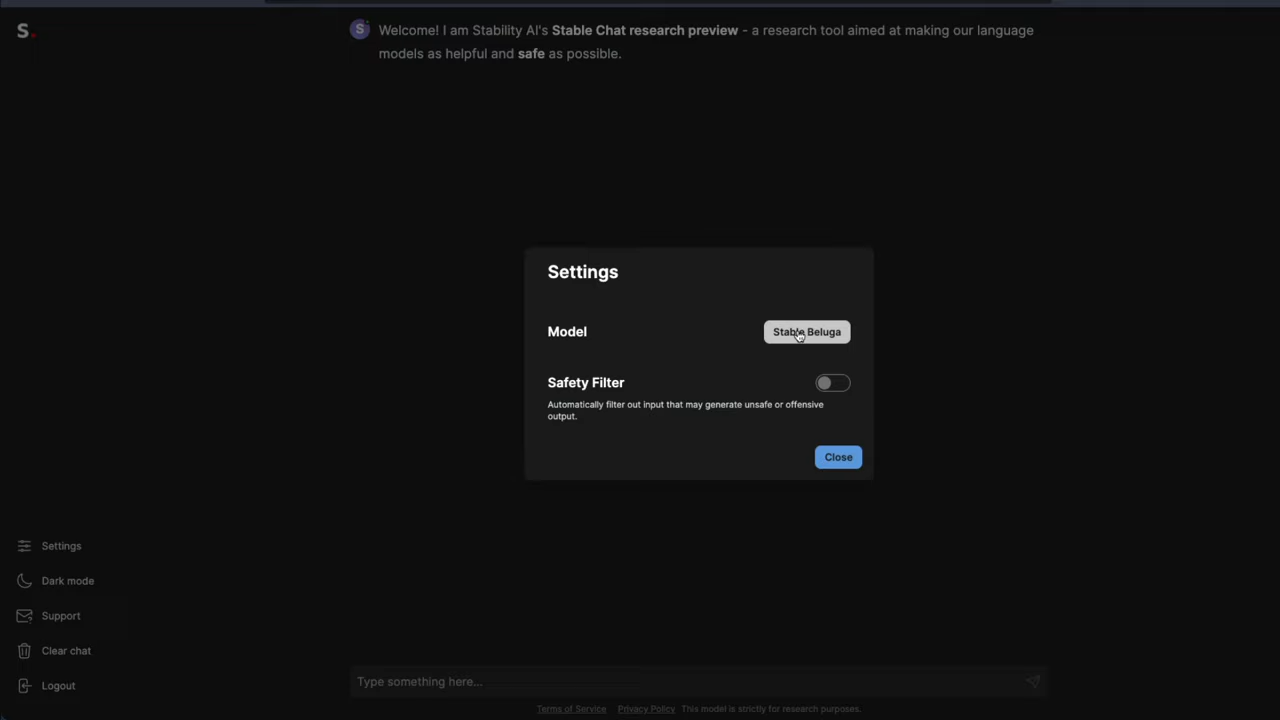 S.
S
Welcome! I am Stability AI's Stable Chat research preview - a research tool aimed at making our language
models as helpful and safe as possible.
Settings
Model
Stable Beluga
Safety Filter
Automatically filter out input that may generate unsafe or offensive
output.
Close
Settings
Dark mode
Support
Clear chat
Logout
Type something here...
Terms of Service Privacy Policy This model is strictly for research purposes.